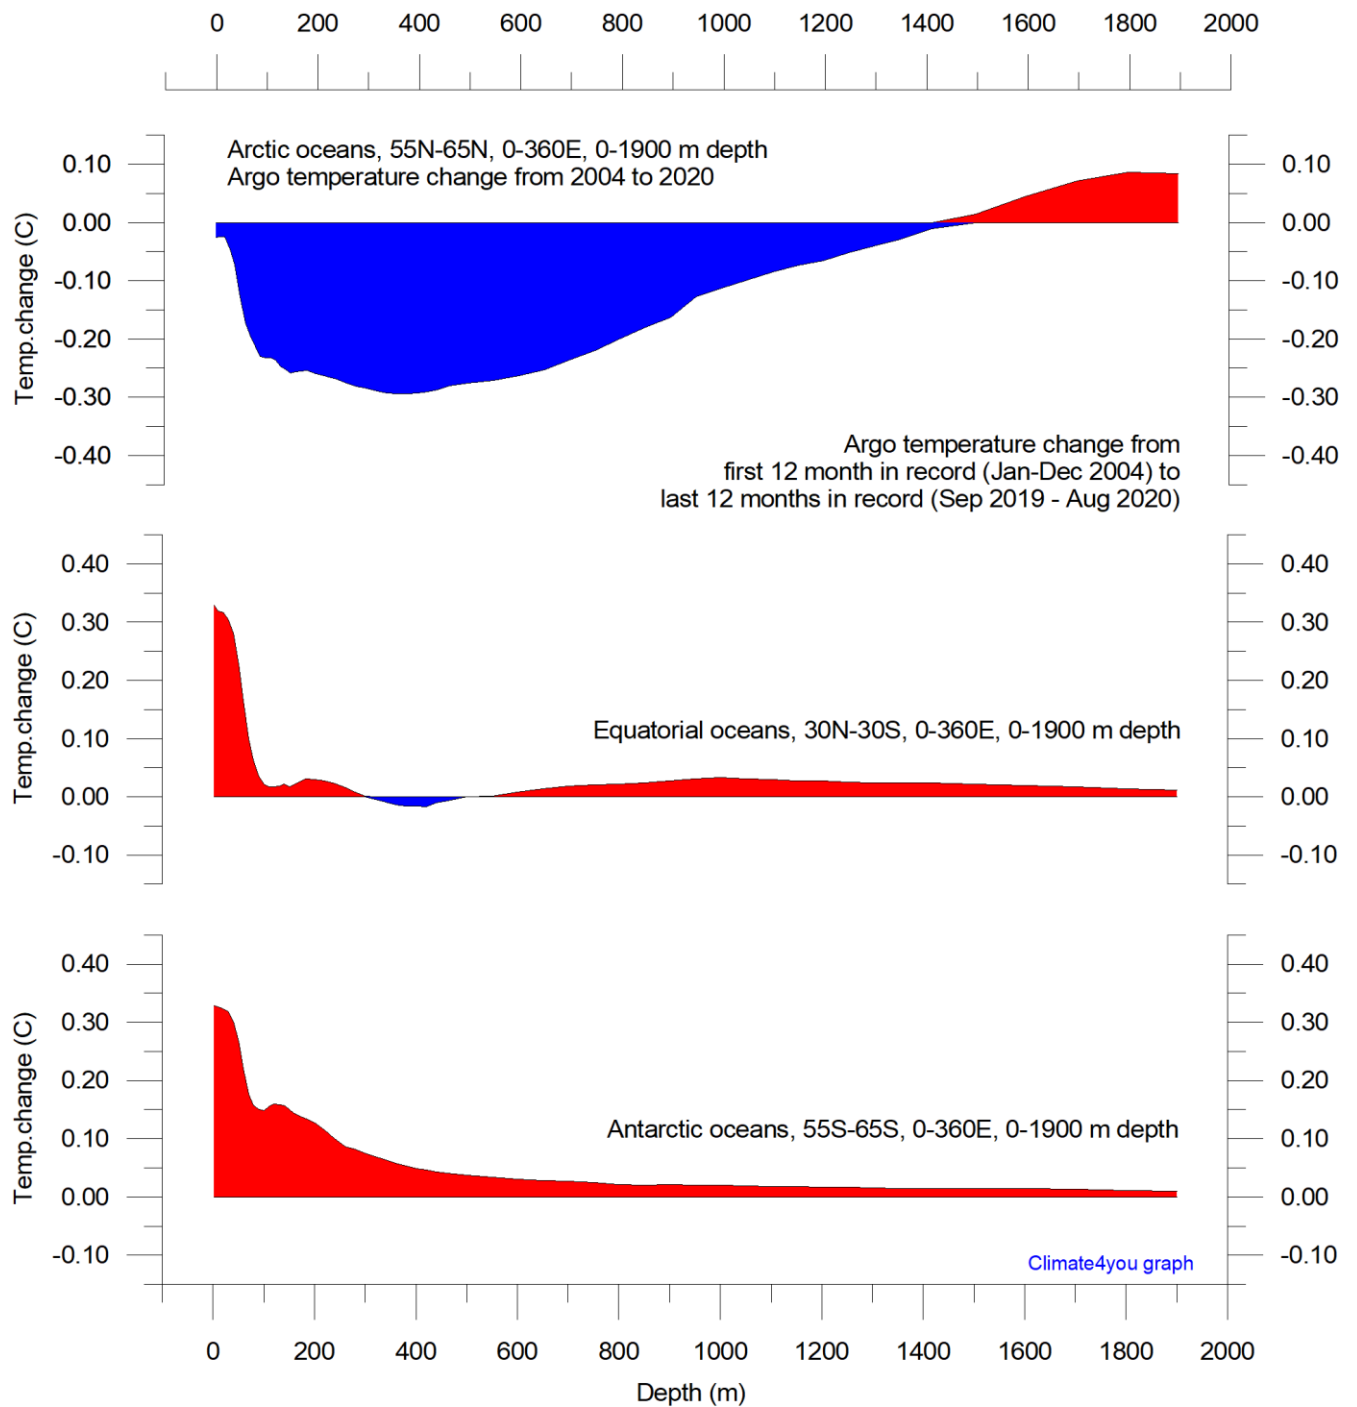 0 200 400 600 800 1000 1200 1400 1600 1800 2000
Arctic oceans, 55N-65N, 0-360E, 0-1900 m depth
Argo temperature change from 2004 to 2020
Temp.change (C)
0.10 0.10
0.00 0.00
-0.10 -0.10
-0.20 -0.20
-0.30 -0.30
-0.40 -0.40
Argo temperature change from
first 12 month in record (Jan-Dec 2004) to
last 12 months in record (Sep 2019 - Aug 2020)
Temp.change (C)
0.40 0.40
0.30 0.30
0.20 0.20
0.10 0.10
0.00 0.00
-0.10 -0.10
Equatorial oceans, 30N-30S, 0-360E, 0-1900 m depth
Temp.change (C)
0.40 0.40
0.30 0.30
0.20 0.20
0.10 0.10
0.00 0.00
-0.10 -0.10
Antarctic oceans, 55S-65S, 0-360E, 0-1900 m depth
Climate4you graph
0 200 400 600 800 1000 1200 1400 1600 1800 2000
Depth (m)